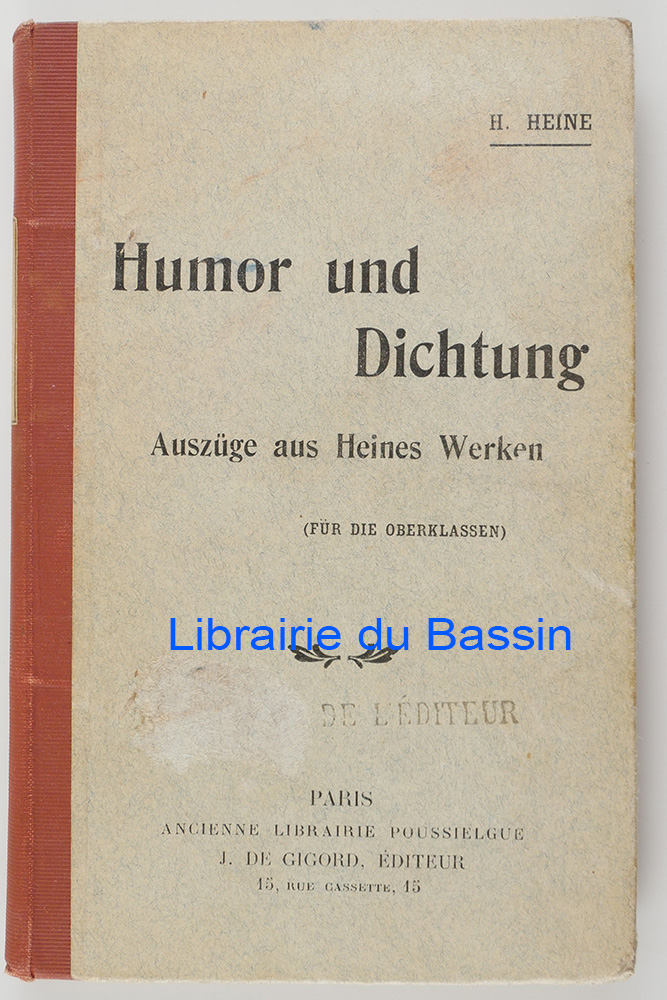 H. HEINE
Humor und
Dichtung
Auszüge aus Heines Werken
(FÜR DIE OBERKLASSEN)
Librairie du Bassin
DE L'ÉDITEUR
PARIS
ANCIENNE LIBRAIRIE POUSSIELGUE
J. DE GIGORD, ÉDITEUR
15, RUE CASSETTE, 15